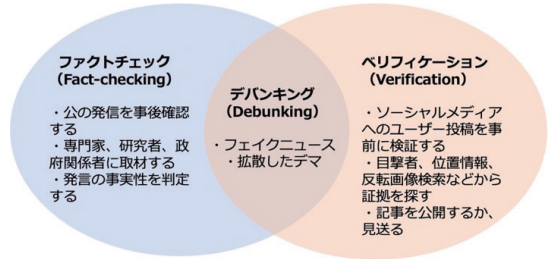 ファクトチェック
(Fact-checking)
・公の発信を事後確認
する
・専門家、研究者、政
府関係者に取材する
・発言の事実性を判定
する
デバンキング
(Debunking)
・フェイクニュース
・拡散したデマ
ベリフィケーション
(Verification)
・ソーシャルメディア
へのユーザー投稿を事
前に検証する
・目撃者、位置情報、
反転画像検索などから
証拠を探す
・記事を公開するか、
見送る